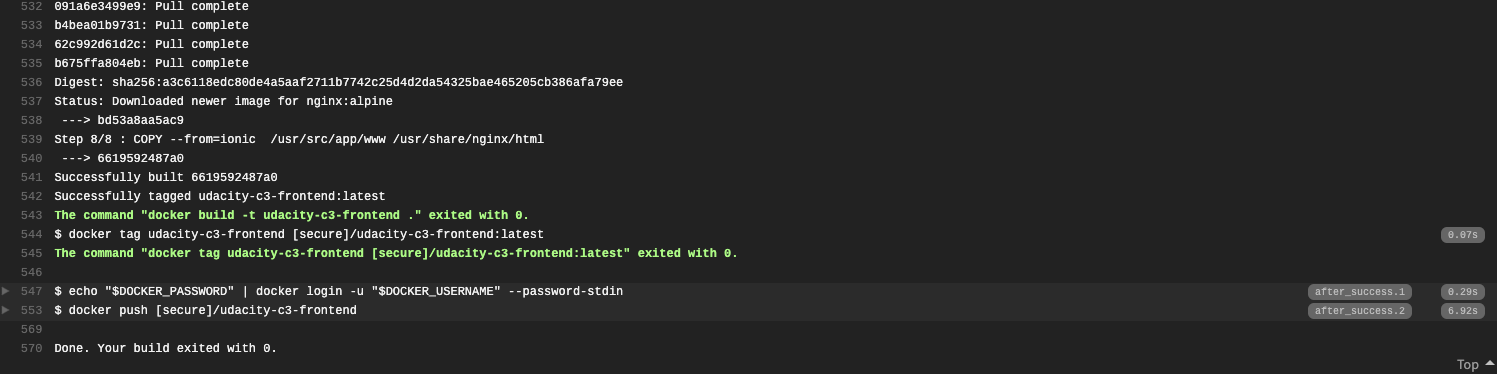 532 091a6e3499e9: Pull complete
533 b4bea01b9731: Pull complete
534 62c992d61d2c: Pull complete
535 b675ffa804eb: Pull complete
536 Digest: sha256:a3c6118edc80de4a5aaf2711b7742c25d4d2da54325bae465205cb386afa79ee
537 Status: Downloaded newer image for nginx:alpine
538 ---> bd53a8aa5ac9
539 Step 8/8 : COPY --from=ionic  /usr/src/app/www /usr/share/nginx/html
540 ---> 6619592487a0
541 Successfully built 6619592487a0
542 Successfully tagged udacity-c3-frontend:latest
543 The command "docker build -t udacity-c3-frontend ." exited with 0.
544 $ docker tag udacity-c3-frontend [secure]/udacity-c3-frontend:latest 0.07s
545 The command "docker tag udacity-c3-frontend [secure]/udacity-c3-frontend:latest" exited with 0.
546
547 $ echo "$DOCKER_PASSWORD" | docker login -u "$DOCKER_USERNAME" --password-stdin after_success.1 0.29s
553 $ docker push [secure]/udacity-c3-frontend after_success.2 6.92s
569
570 Done. Your build exited with 0.
Top